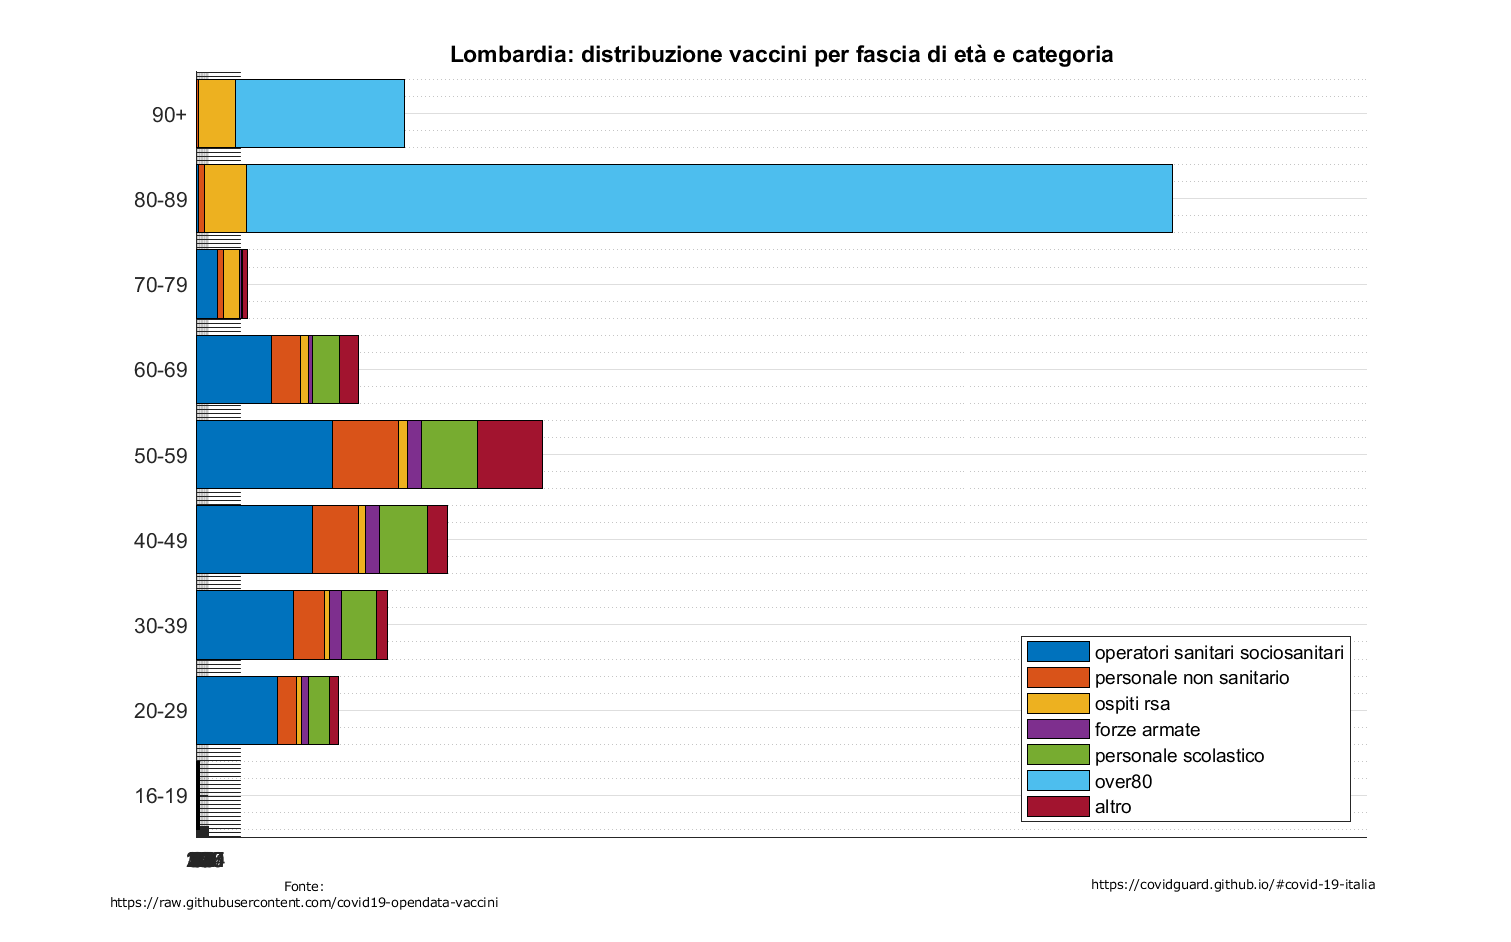 Lombardia: distribuzione vaccini per fascia di età e categoria
90+
80-89
70-79
60-69
50-59
40-49
30-39
20-29
16-19
operatori sanitari sociosanitari
personale non sanitario
ospiti rsa
forze armate
personale scolastico
over80
altro
Fonte:
https://raw.githubusercontent.com/covid19-opendata-vaccini
https://covidguard.github.io/#covid-19-italia